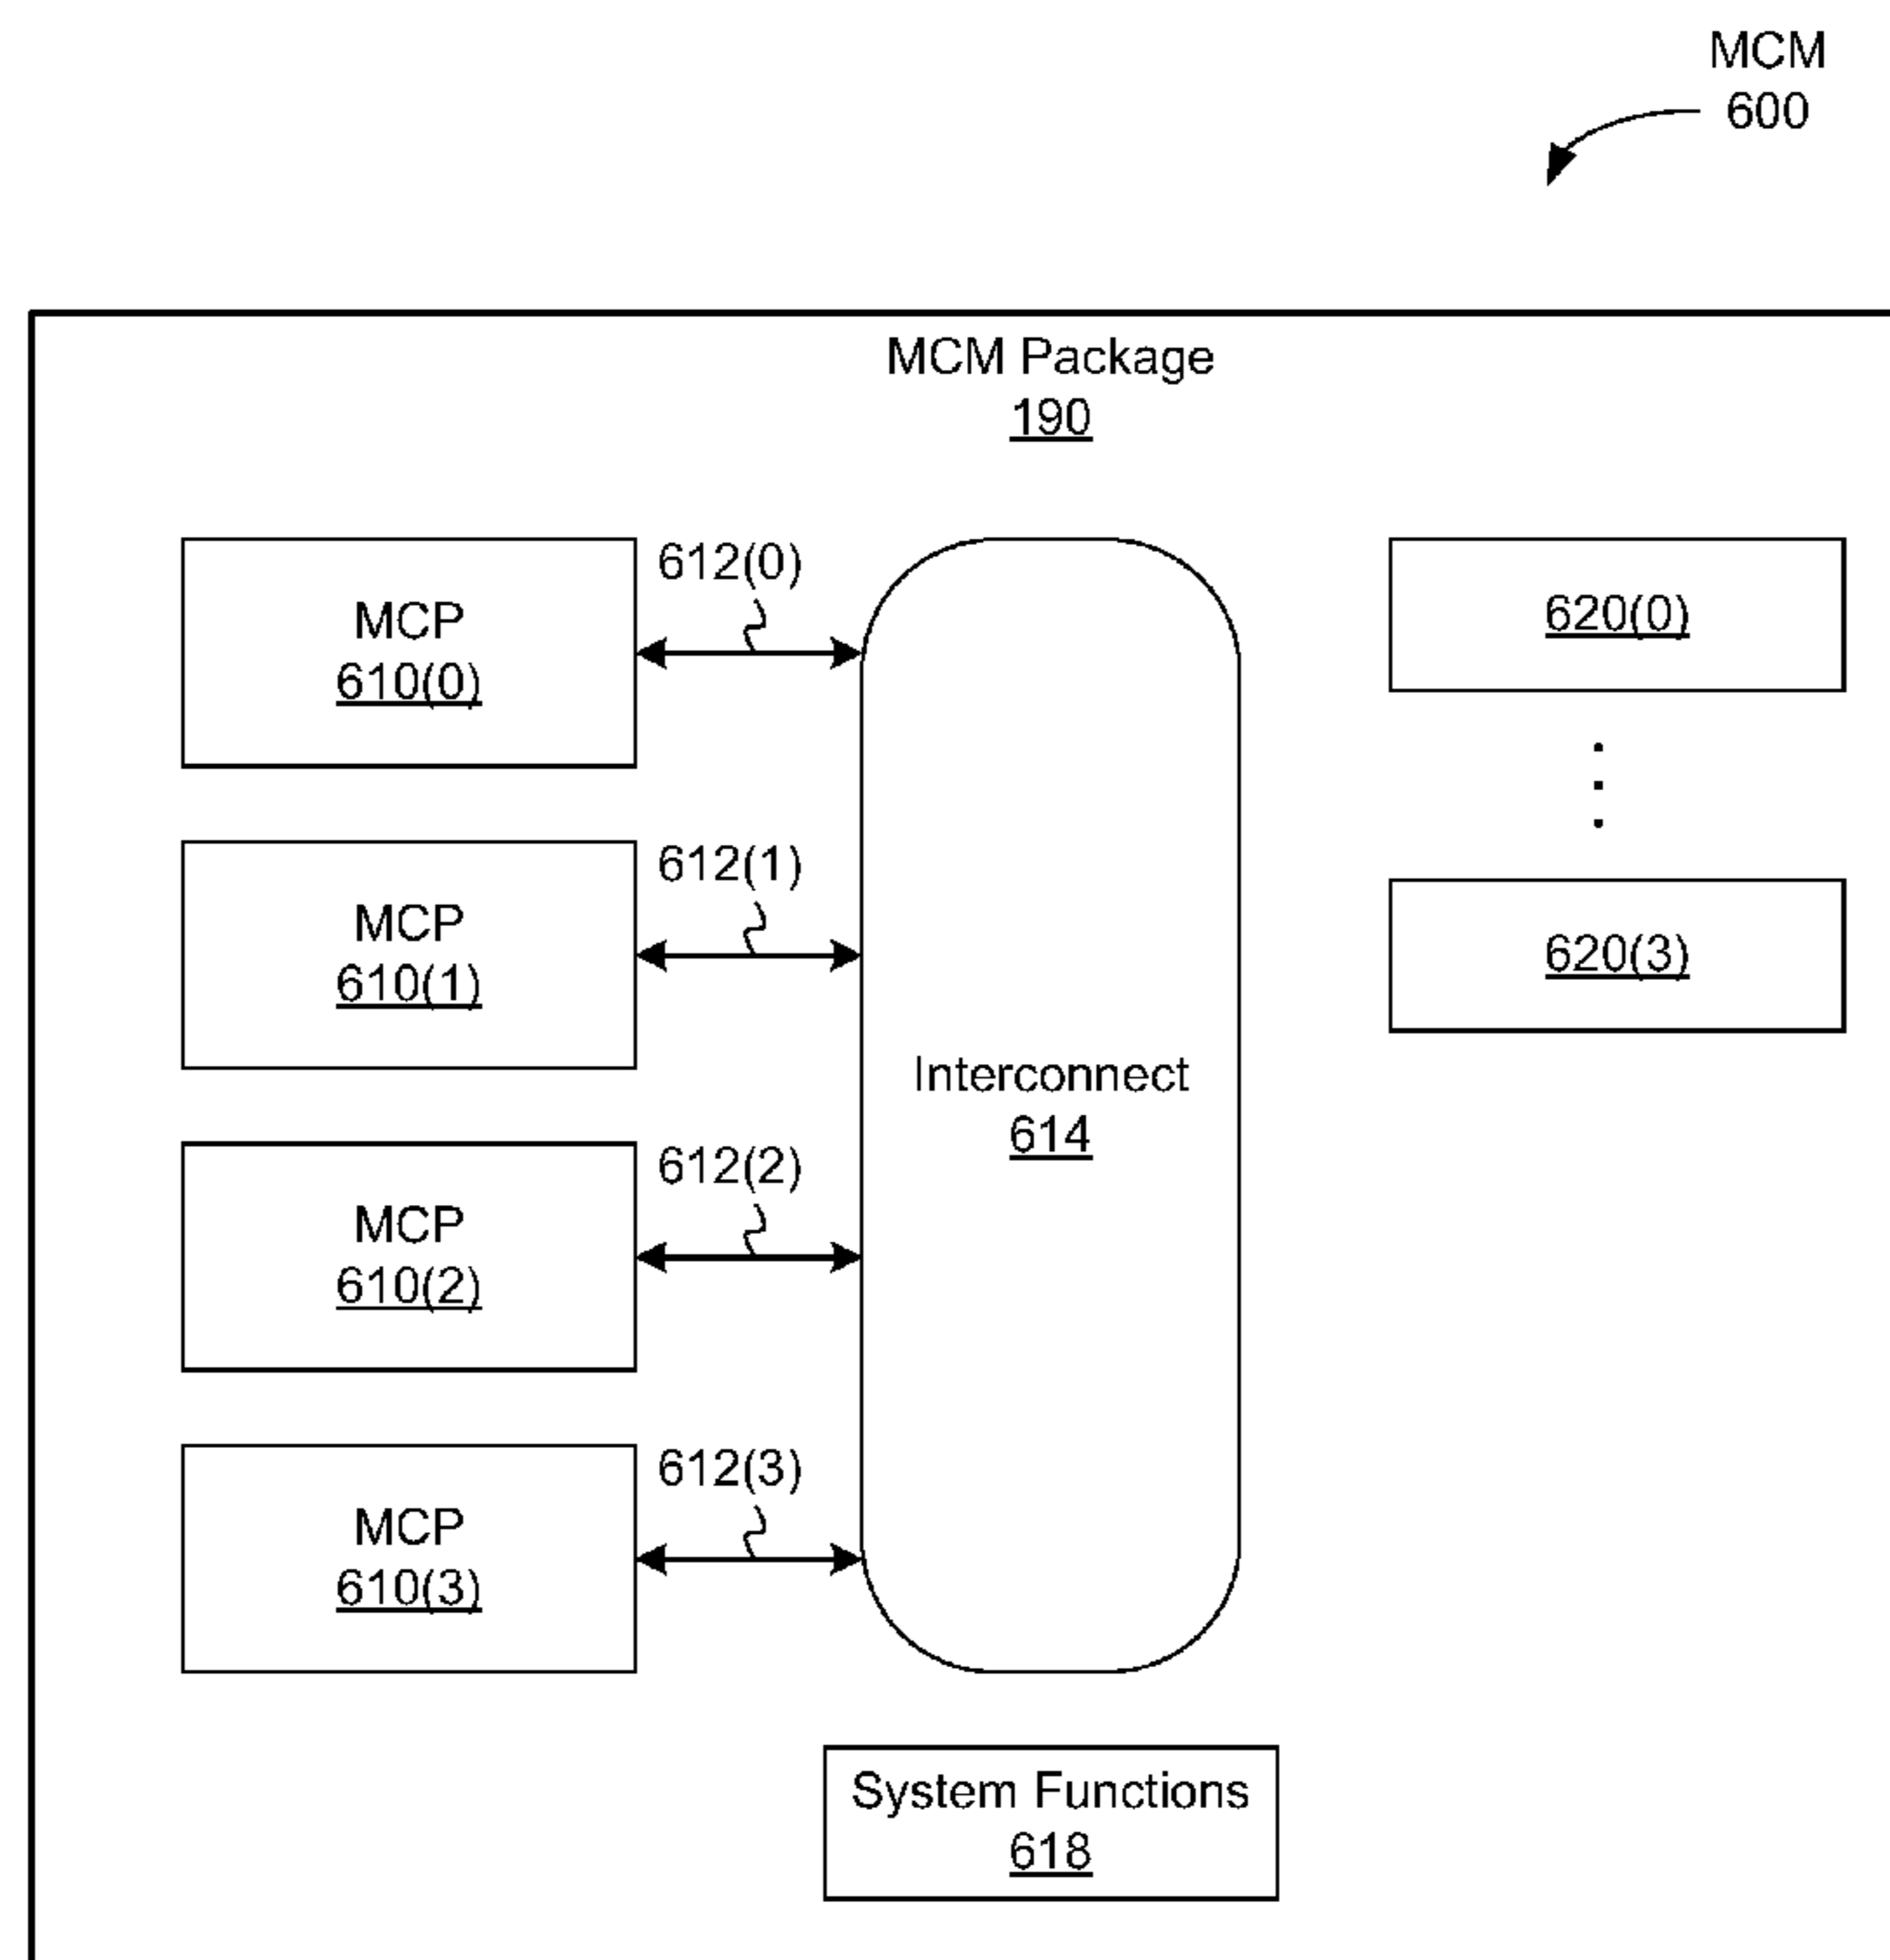 MCM
600
MCM Package
190
MCP
610(0)
612(0)
620(0)
MCP
610(1)
612(1)
620(3)
Interconnect
614
MCP
610(2)
612(2)
MCP
610(3)
612(3)
System Functions
618